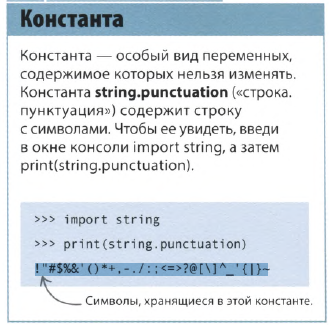 Константа
Константа — особый вид переменных,
содержимое которых нельзя изменять.
Константа string.punctuation («строка.
пунктуация») содержит строку
с символами. Чтобы ее увидеть, введи
в окне консоли import string, а затем
print(string.punctuation).
>>> import string
>>> print(string.punctuation)
!"#$%&'()*+,-./:;<=>?@[\]^_'{|}~
Символы, хранящиеся в этой константе.